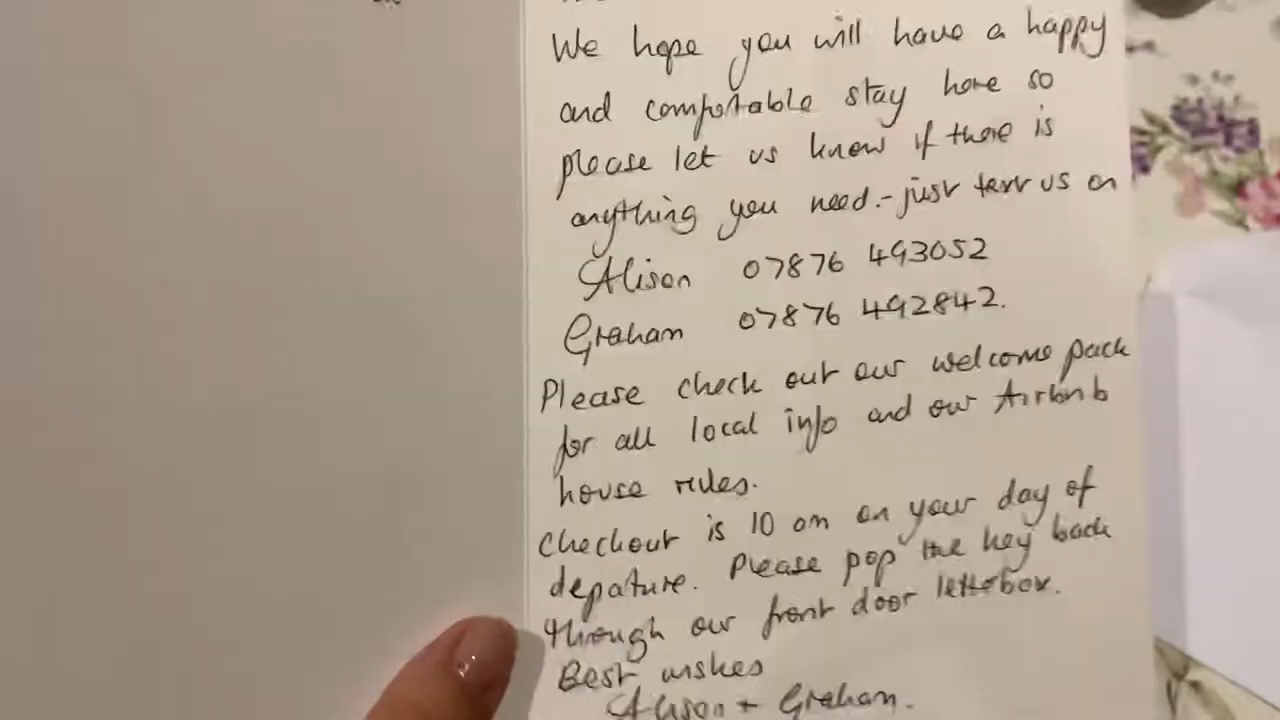 We hope you will have a happy
and comfortable stay here so
please let us know if there is
anything you need.- just text us on
Alison 07876 493052
Graham 07876 492842.
Please check out our welcome pack
for all local info and our Airbnb
house rules.
Checkout is 10 am on your day of
depature. Please pop the key back
through our front door letterbox.
Best wishes
Alison + Graham.